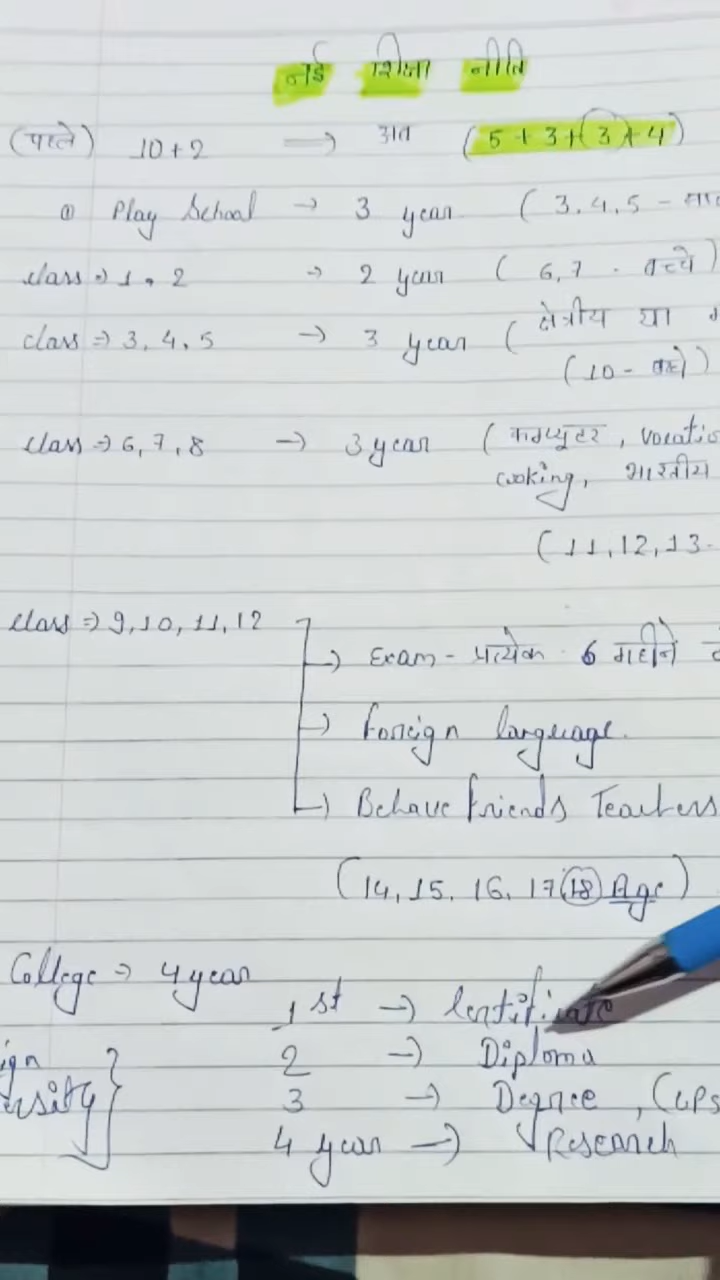 नई शिक्षा नीति
(पहले) 10+2 ⟹ अब (5+3+(3)+4)
① Play School → 3 year (3,4,5 -
class ⇒ 1, 2 → 2 year (6,7 - बच्चे)
class ⇒ 3, 4, 5 → 3 year (क्षेत्रीय या
(10 -
class ⇒ 6, 7, 8 → 3 year (कम्प्यूटर,
cooking, भारतीय
(11,12,13-
class ⇒ 9,10,11,12
→ Exam - प्रत्येक 6 महीने
→ Foreign language.
→ Behave friends Teachers
(14, 15, 16, 17 18 Age)
College ⇒ 4 year
1st → Certificate
2 → Diploma
3 → Degree, (
4 year → Research